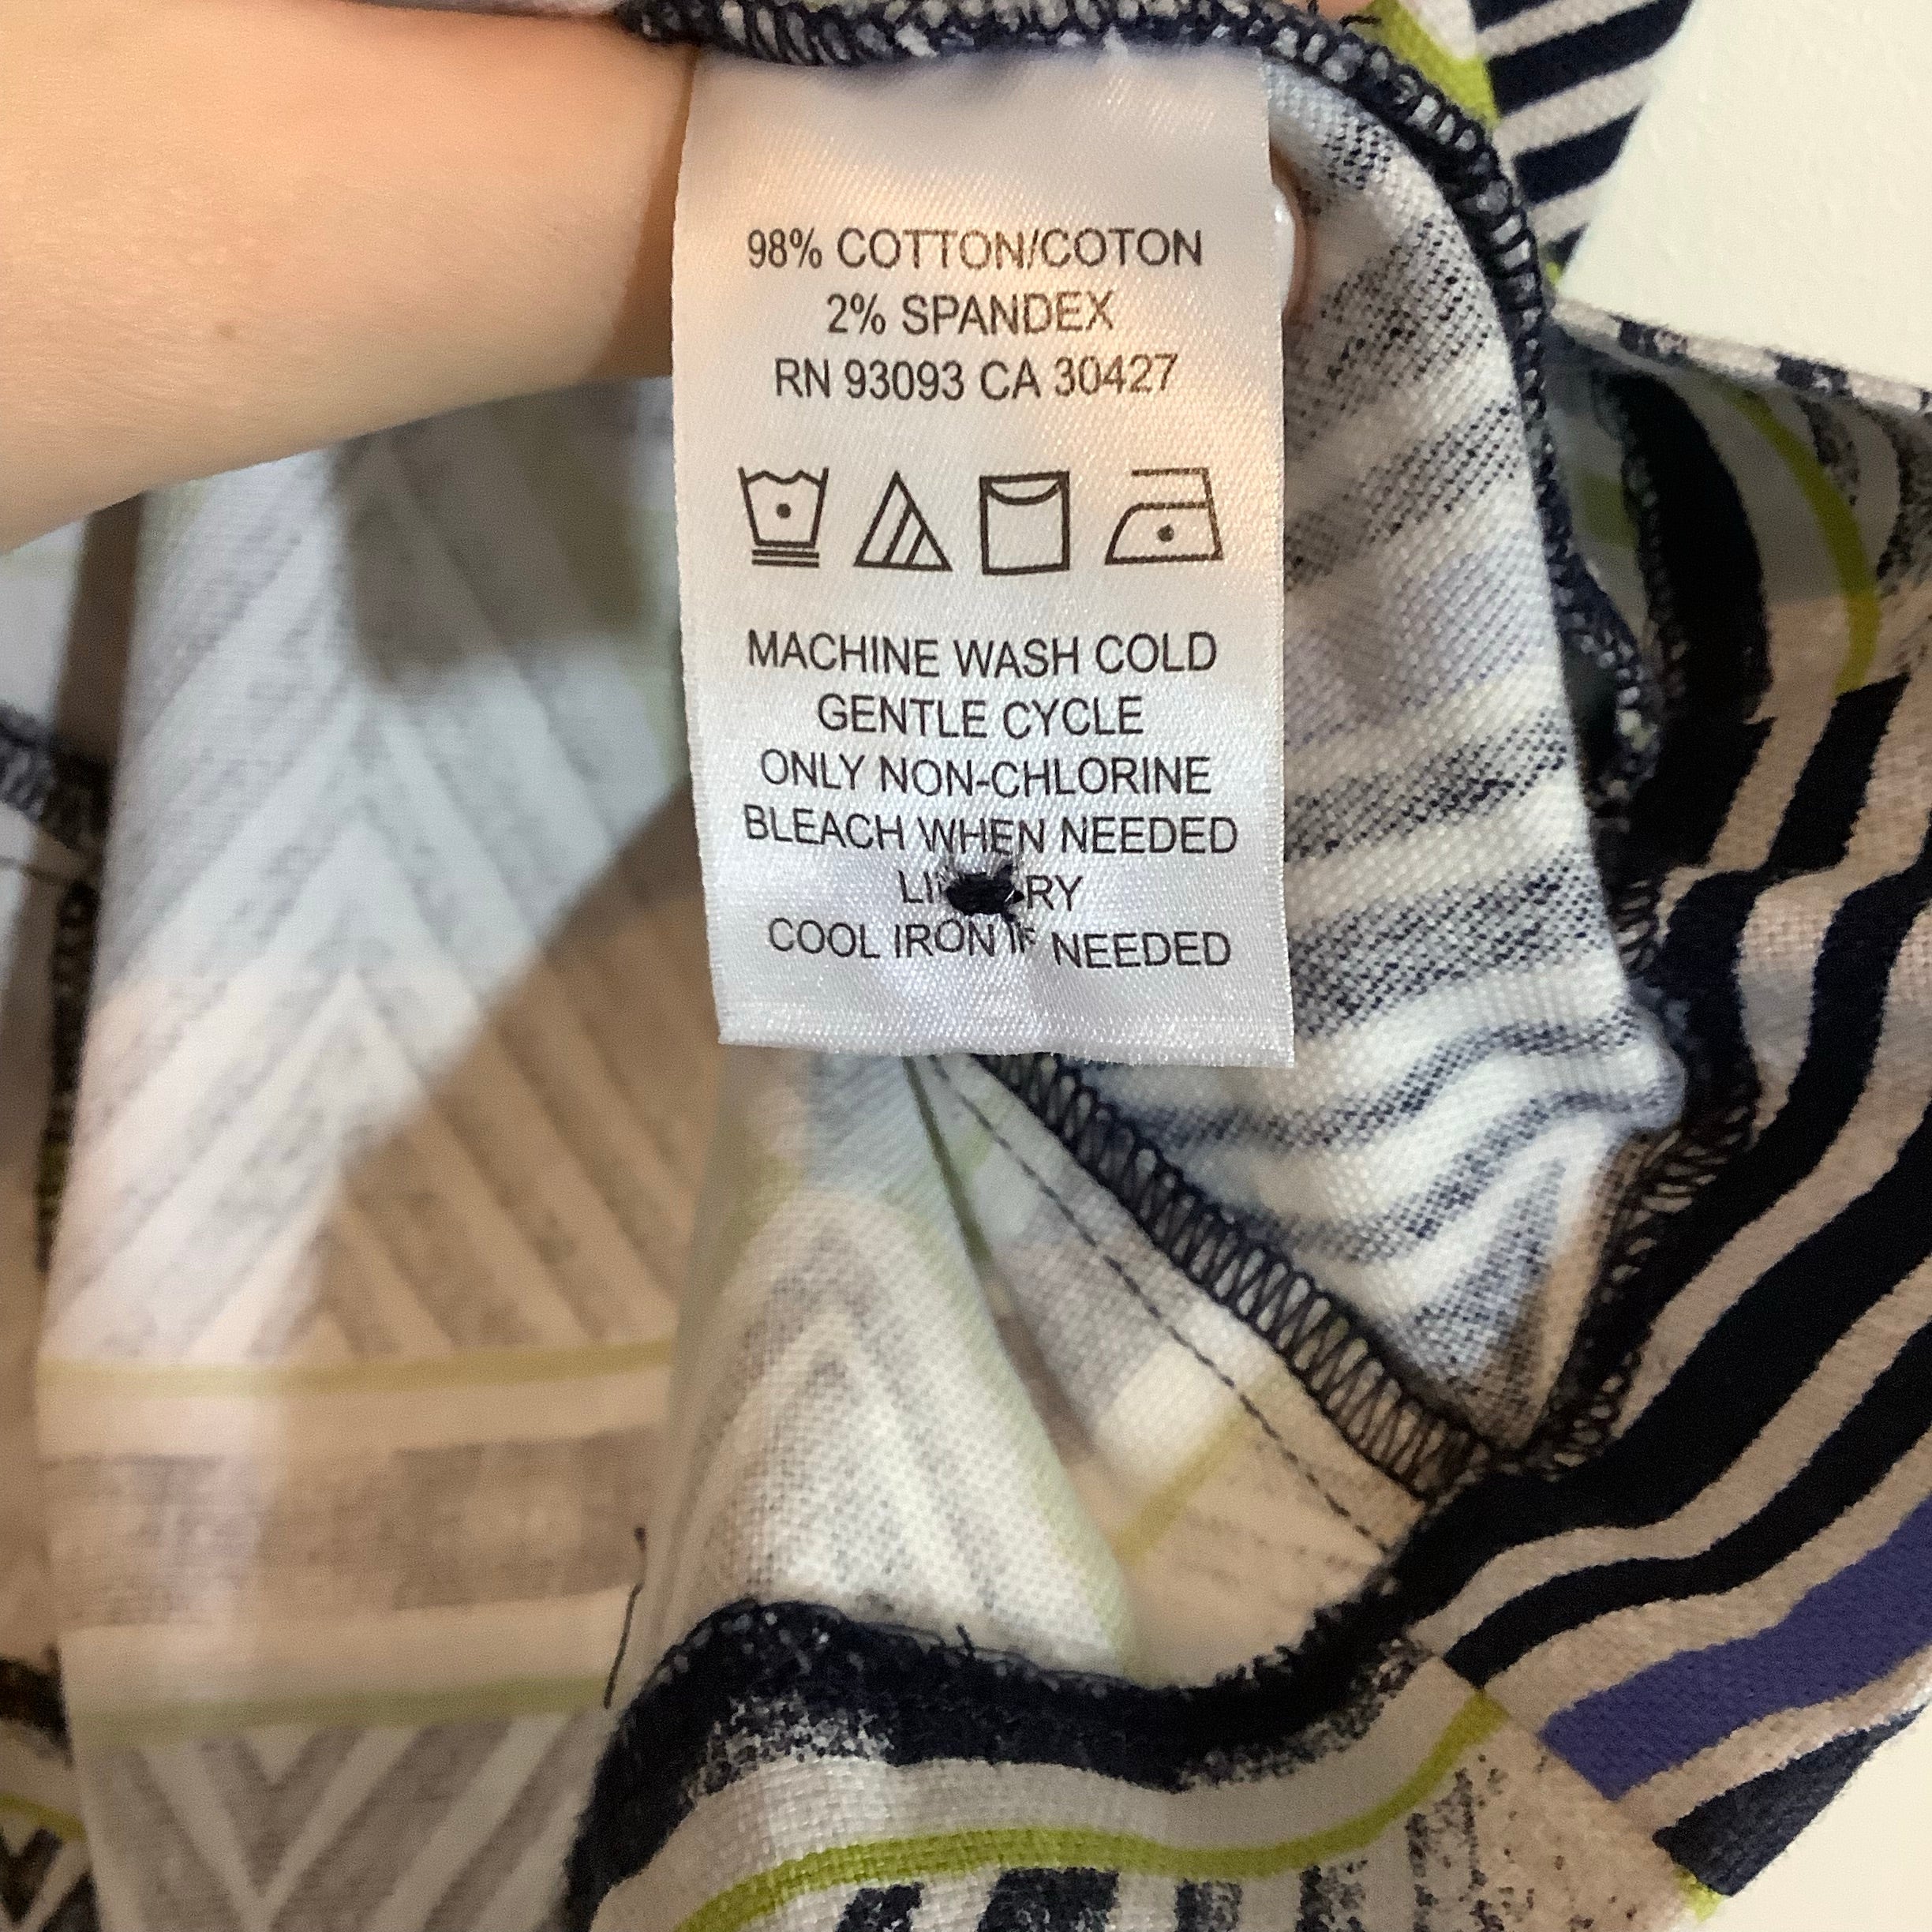 98% COTTON/COTON
2% SPANDEX
RN 93093 CA 30427
MACHINE WASH COLD
GENTLE CYCLE
ONLY NON-CHLORINE
BLEACH WHEN NEEDED
COOL IRON IF NEEDED